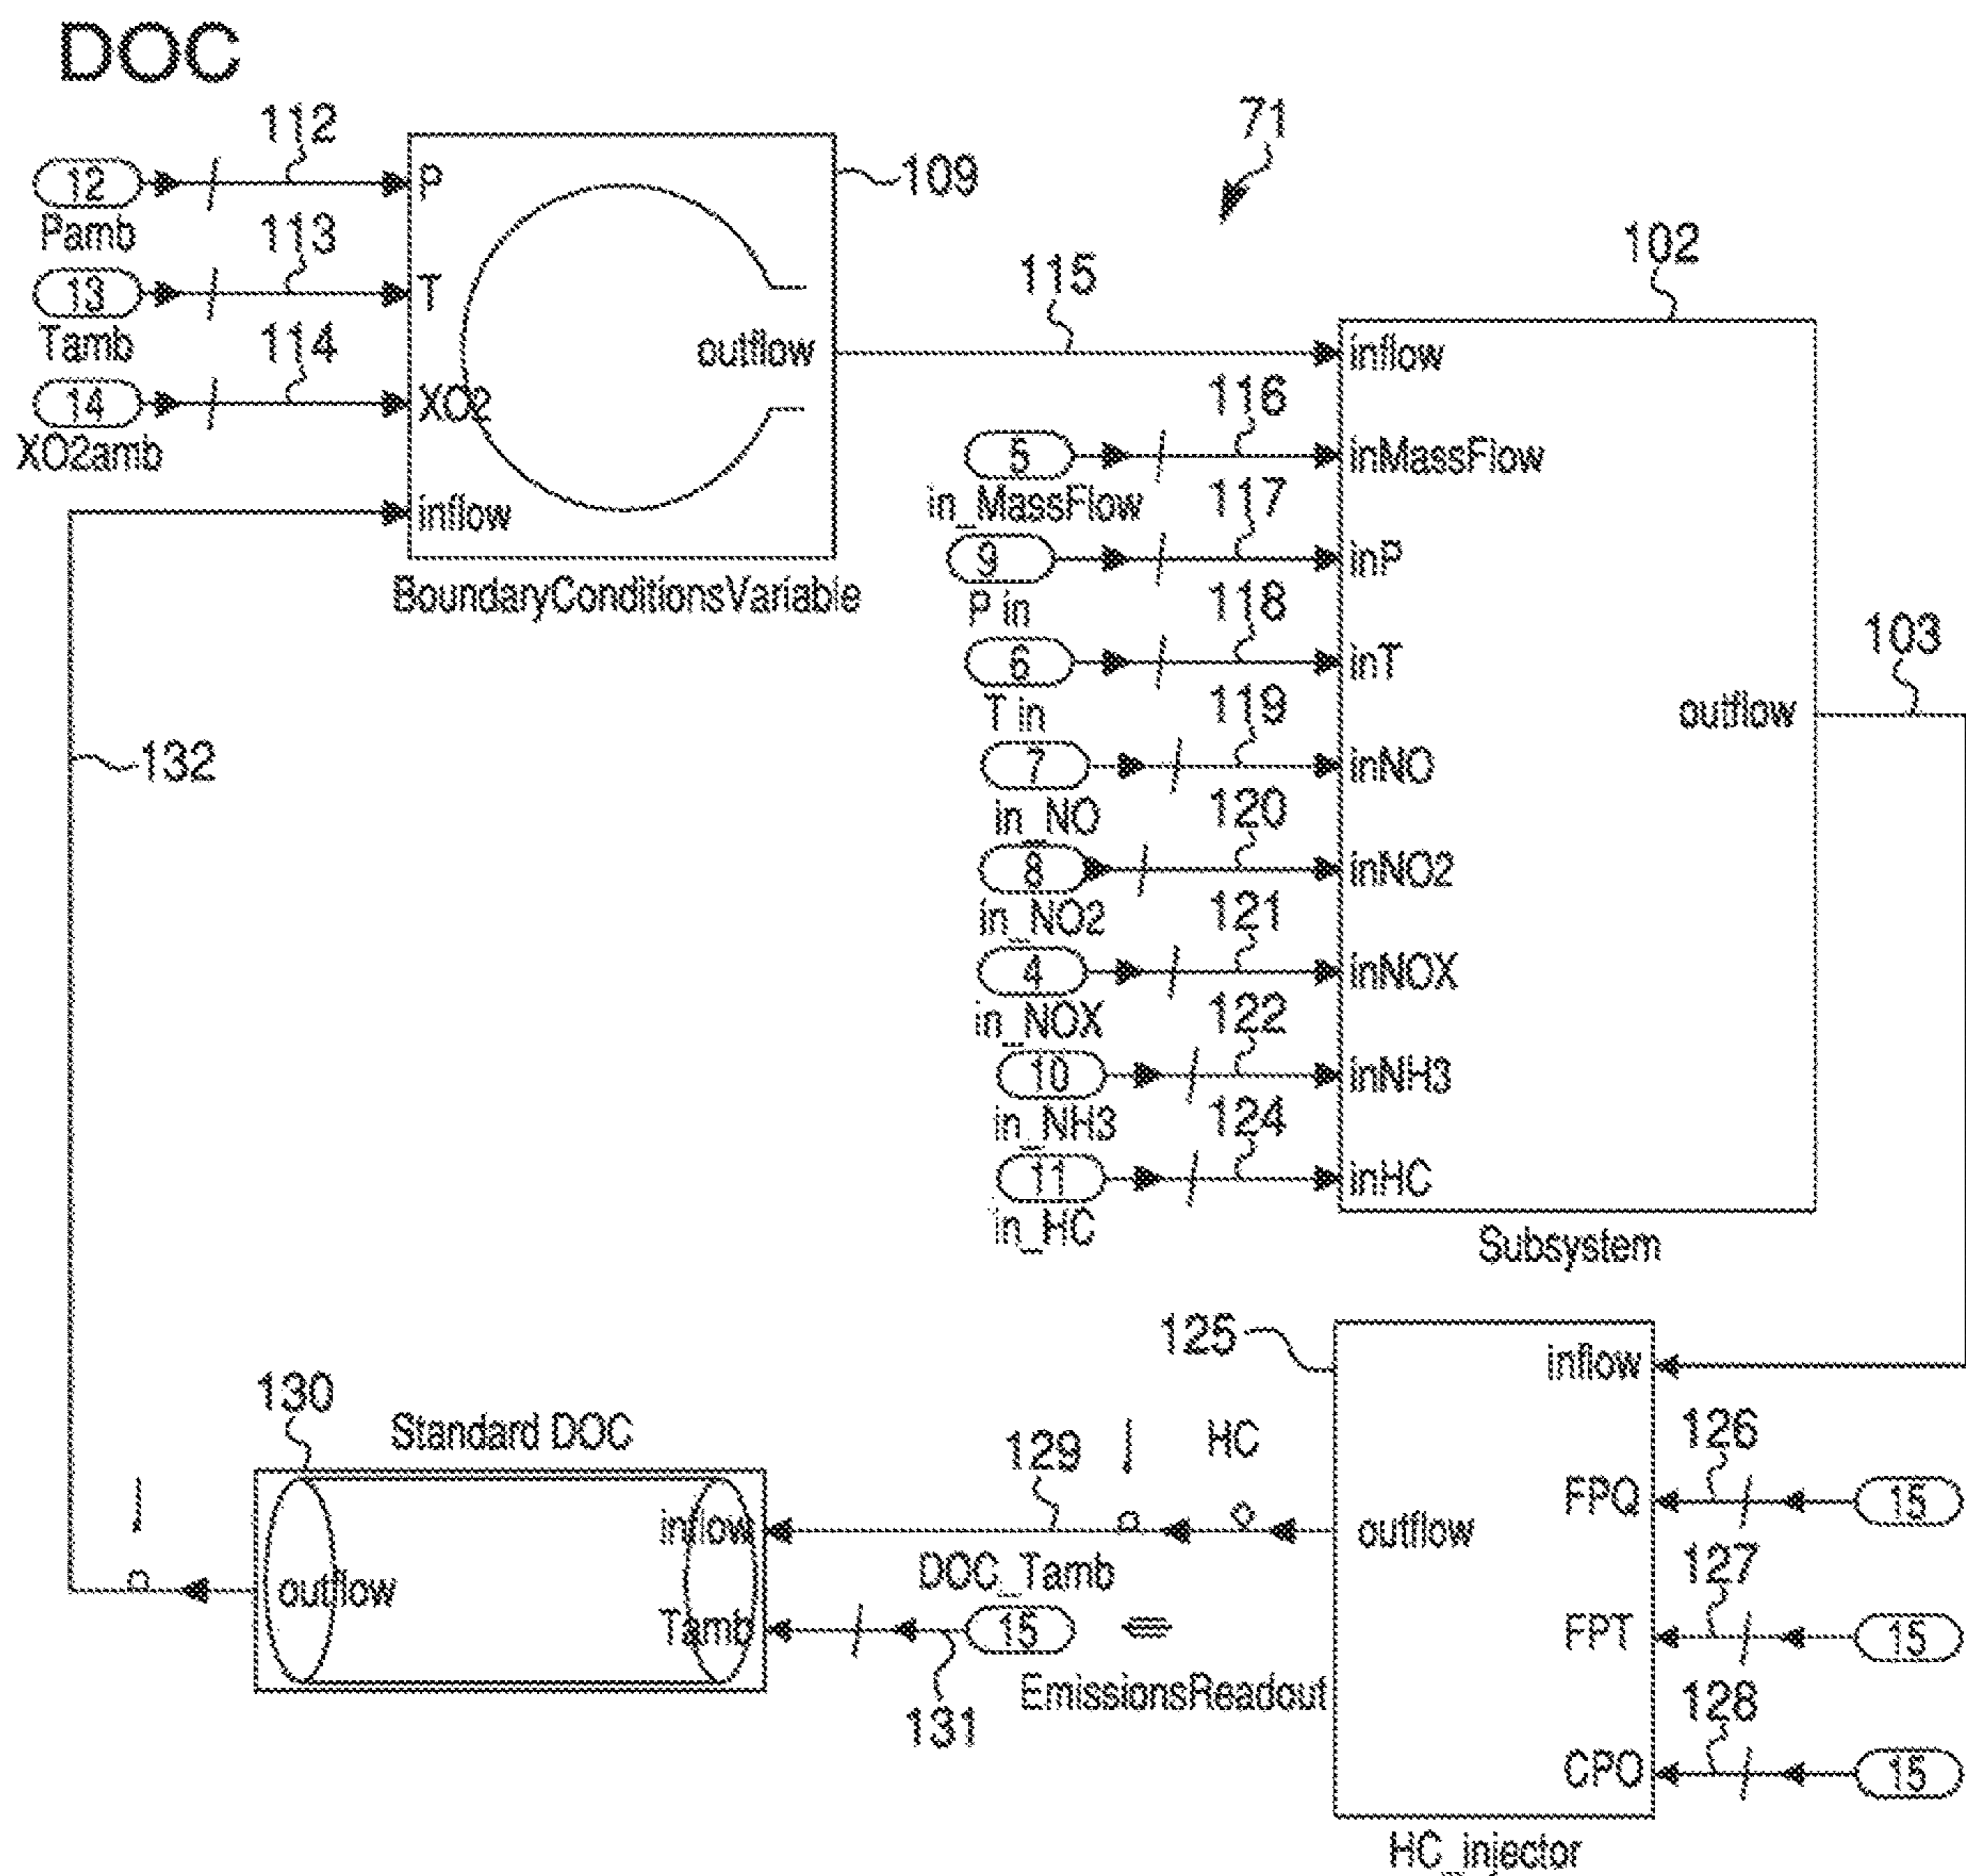 DOC
112
12
P
109
71
Pamb
113
13
T
102
Tamb
114
115
14
XO2
outflow
inflow
XO2amb
116
5
inMassFlow
inflow
in_MassFlow
117
BoundaryConditionsVariable
9
inP
P in
118
6
inT
103
T in
119
outflow
132
7
inNO
in_NO
120
8
inNO2
in_NO2
121
4
inNOX
in_NOX
122
10
inNH3
in_NH3
124
11
inHC
in_HC
Subsystem
125
inflow
130
Standard DOC
129
HC
126
FPQ
15
inflow
outflow
DOC_Tamb
127
outflow
Tamb
15
FPT
15
131
EmissionsReadout
128
CPO
15
HC_injector